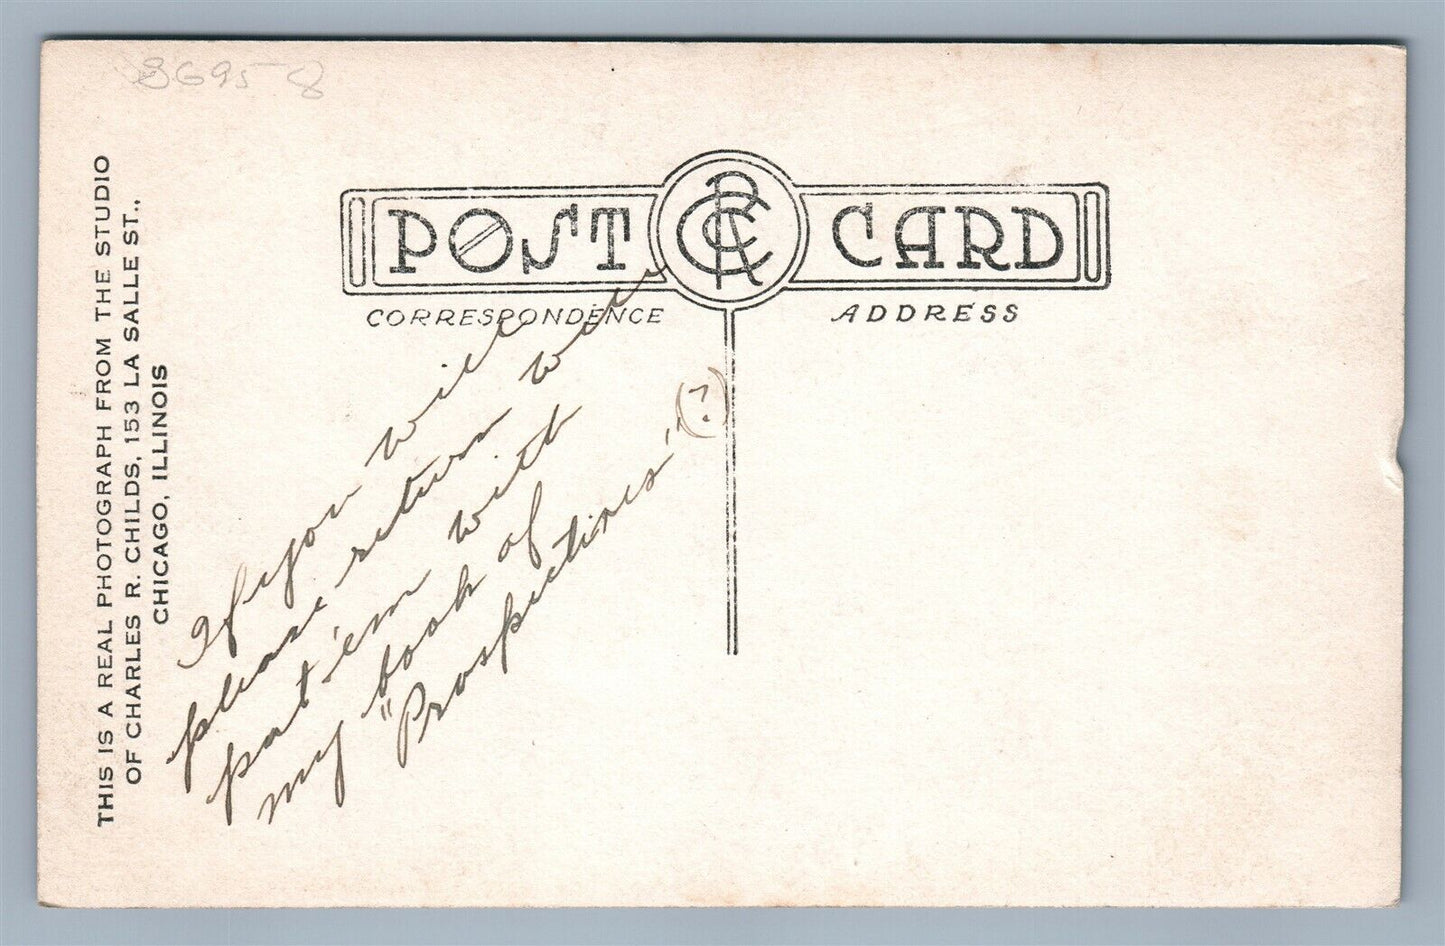 8695-8
THIS IS A REAL PHOTOGRAPH FROM THE STUDIO
OF CHARLES R. CHILDS, 153 LA SALLE ST.,
CHICAGO, ILLINOIS
POST CRC CARD
CORRESPONDENCE
ADDRESS
If you will
please return will
put 'em with
my book of
"Prospectives" (?)